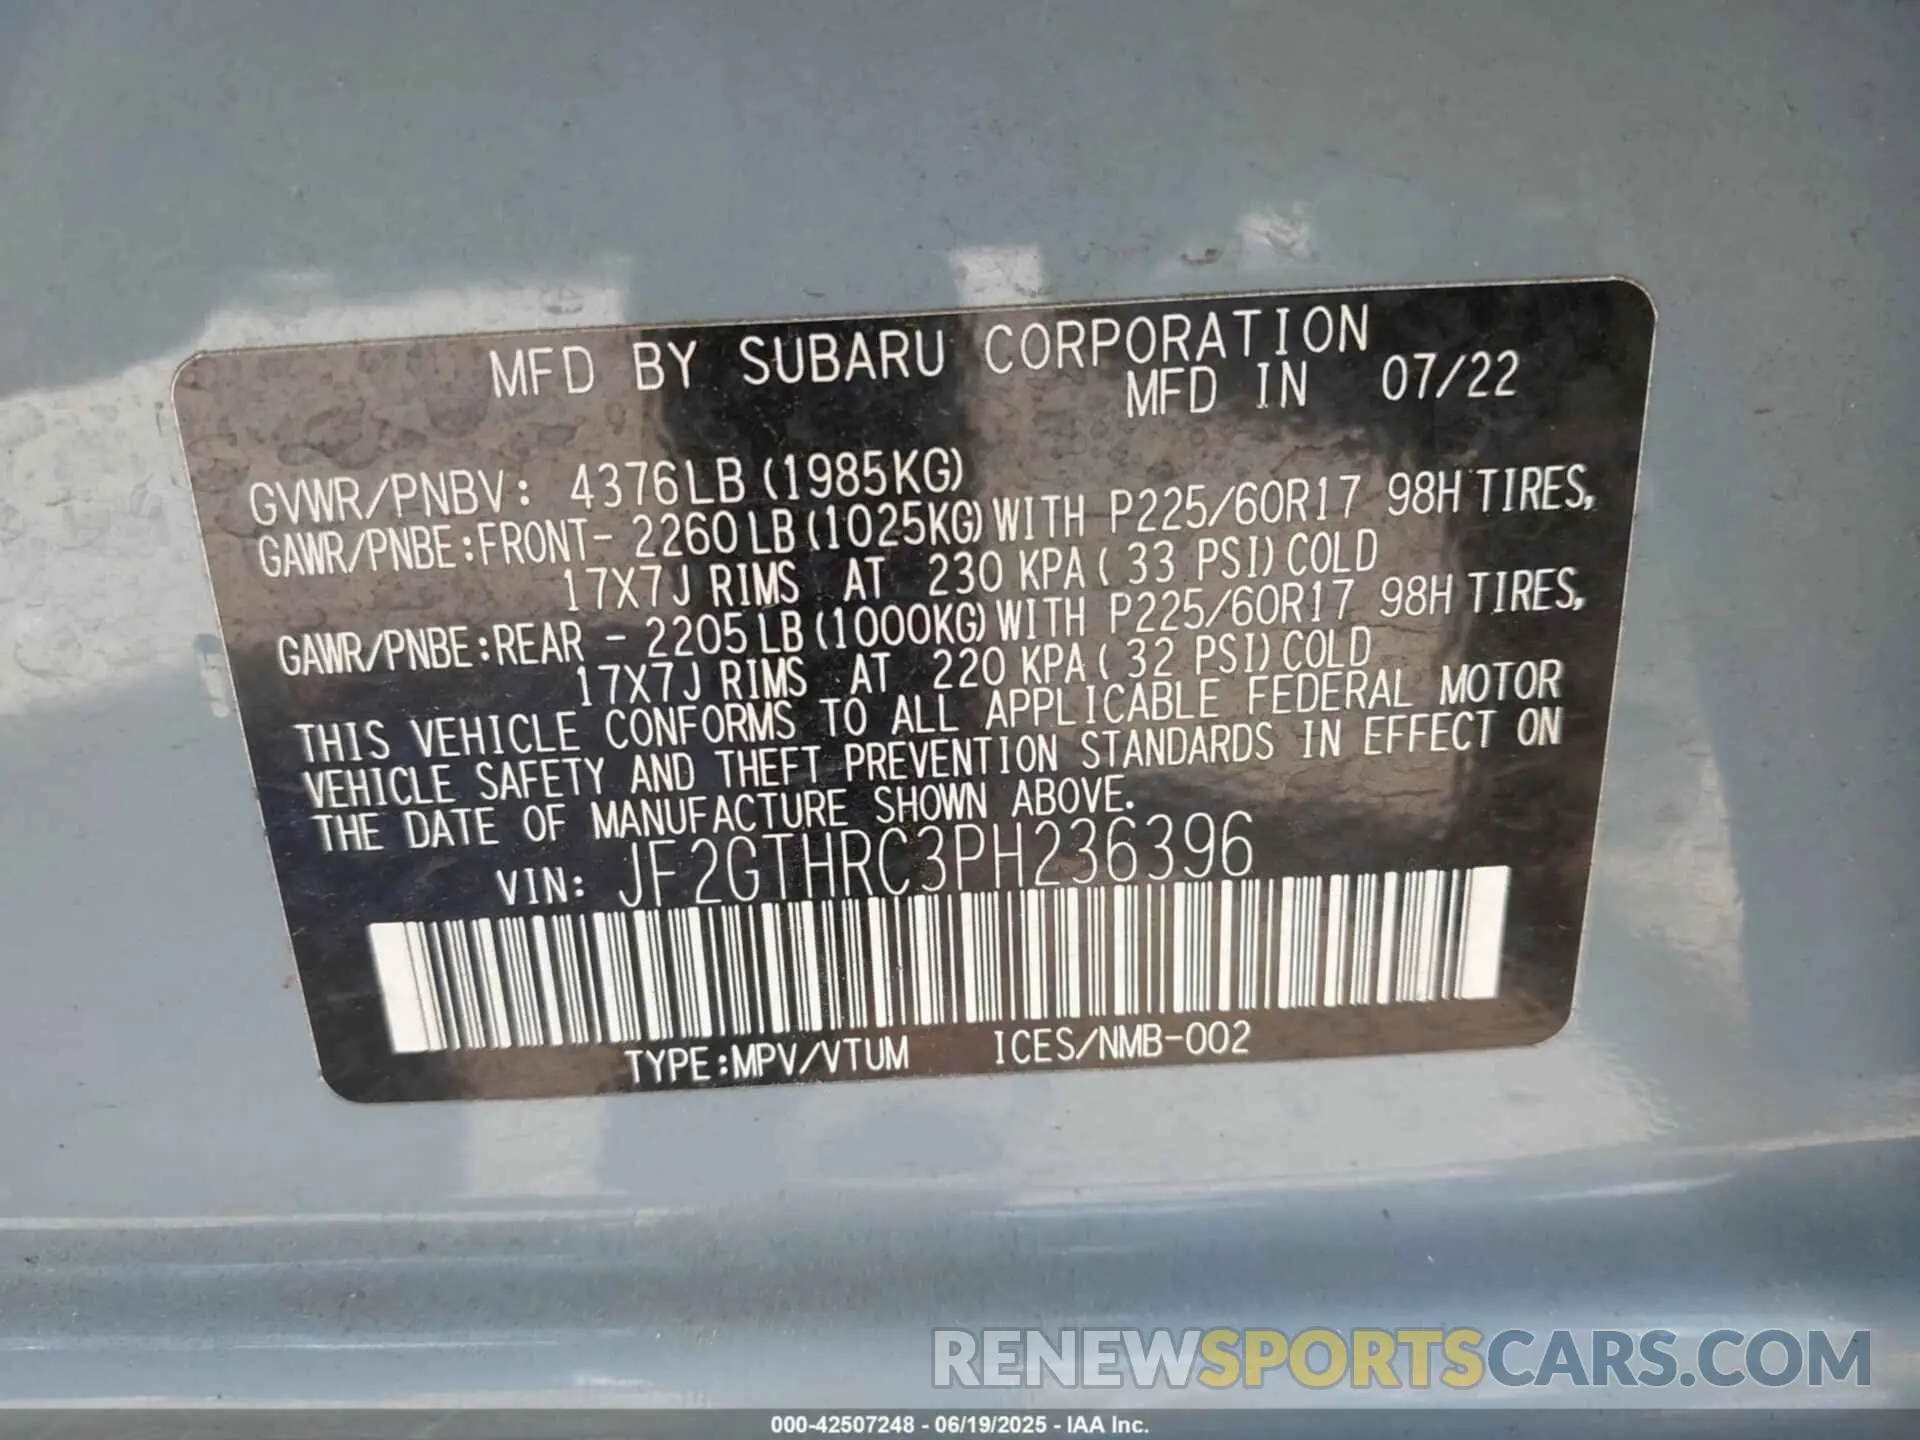 MFD BY SUBARU CORPORATION
MFD IN 07/22
GVWR/PNBV: 4376LB (1985KG)
GAWR/PNBE:FRONT- 2260LB (1025KG) WITH P225/60R17 98H TIRES,
17X7J RIMS AT 230 KPA ( 33 PSI) COLD
GAWR/PNBE:REAR - 2205LB (1000KG) WITH P225/60R17 98H TIRES,
17X7J RIMS AT 220 KPA ( 32 PSI) COLD
THIS VEHICLE CONFORMS TO ALL APPLICABLE FEDERAL MOTOR
VEHICLE SAFETY AND THEFT PREVENTION STANDARDS IN EFFECT ON
THE DATE OF MANUFACTURE SHOWN ABOVE.
VIN: JF2GTHRC3PH236396
TYPE:MPV/VTUM ICES/NMB-002
RENEWSPORTSCARS.COM
000-42507248 - 06/19/2025 - IAA Inc.